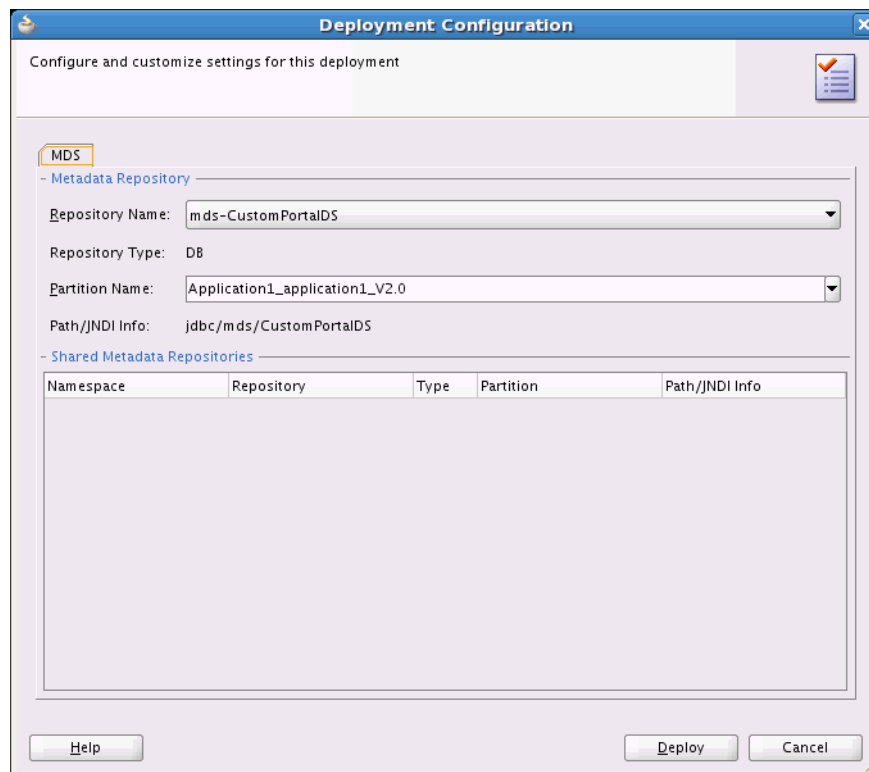 Deployment Configuration
Configure and customize settings for this deployment
MDS
Metadata Repository
Repository Name: mds-CustomPortalDS
Repository Type: DB
Partition Name: Application1_application1_V2.0
Path/JNDI Info: jdbc/mds/CustomPortalDS
Shared Metadata Repositories
Namespace Repository Type Partition Path/JNDI Info
Help Deploy Cancel